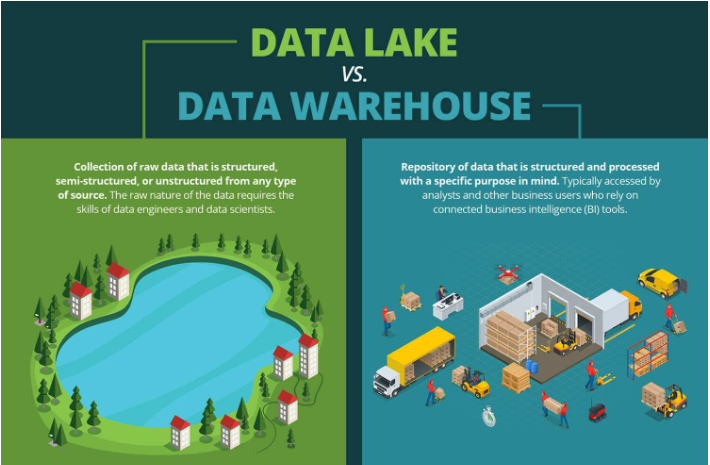 DATA LAKE
VS.
DATA WAREHOUSE
Collection of raw data that is structured,
semi-structured, or unstructured from any type
of source. The raw nature of the data requires the
skills of data engineers and data scientists.
Repository of data that is structured and processed
with a specific purpose in mind. Typically accessed by
analysts and other business users who rely on
connected business intelligence (BI) tools.